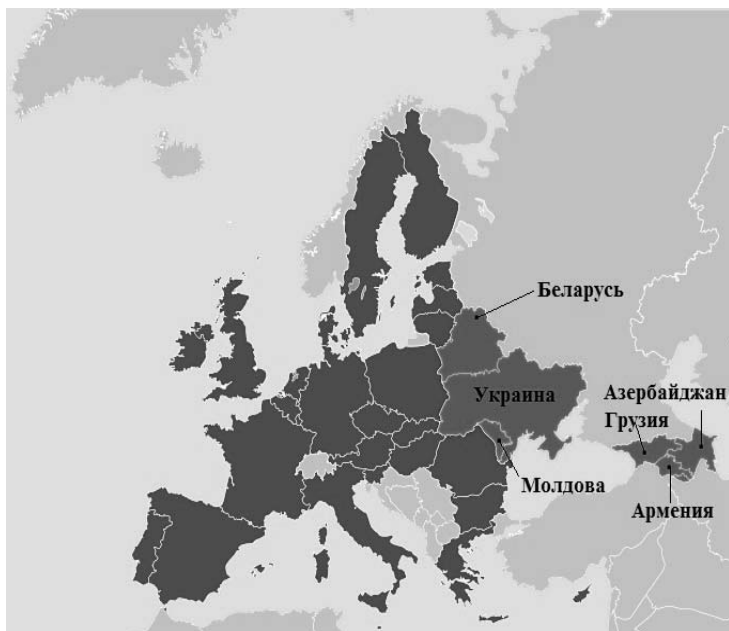 Беларусь
Украина
Азербайджан
Грузия
Молдова
Армения